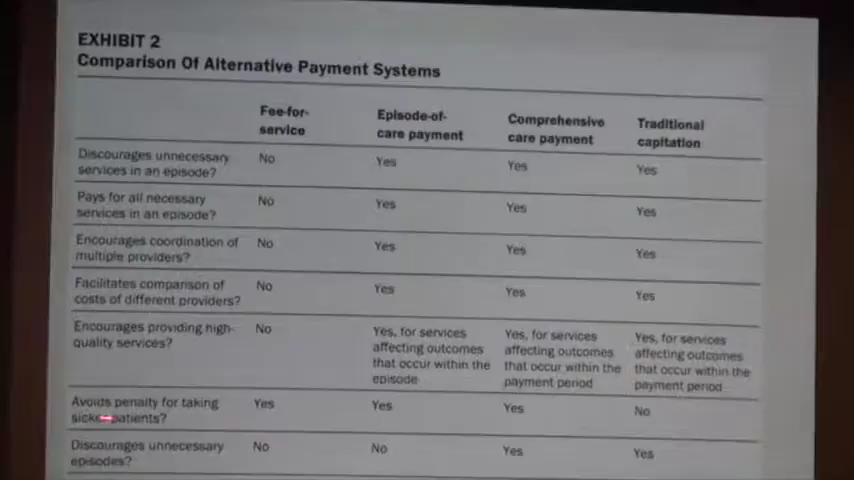 EXHIBIT 2
Comparison Of Alternative Payment Systems
Fee-for-service Episode-of-care payment Comprehensive care payment Traditional capitation
Discourages unnecessary services in an episode? No Yes Yes Yes
Pays for all necessary services in an episode? No Yes Yes Yes
Encourages coordination of multiple providers? No Yes Yes Yes
Facilitates comparison of costs of different providers? No Yes Yes Yes
Encourages providing high-quality services? No Yes, for services affecting outcomes that occur within the episode Yes, for services affecting outcomes that occur within the payment period Yes, for services affecting outcomes that occur within the payment period
Avoids penalty for taking sicker patients? Yes Yes Yes No
Discourages unnecessary episodes? No No Yes Yes